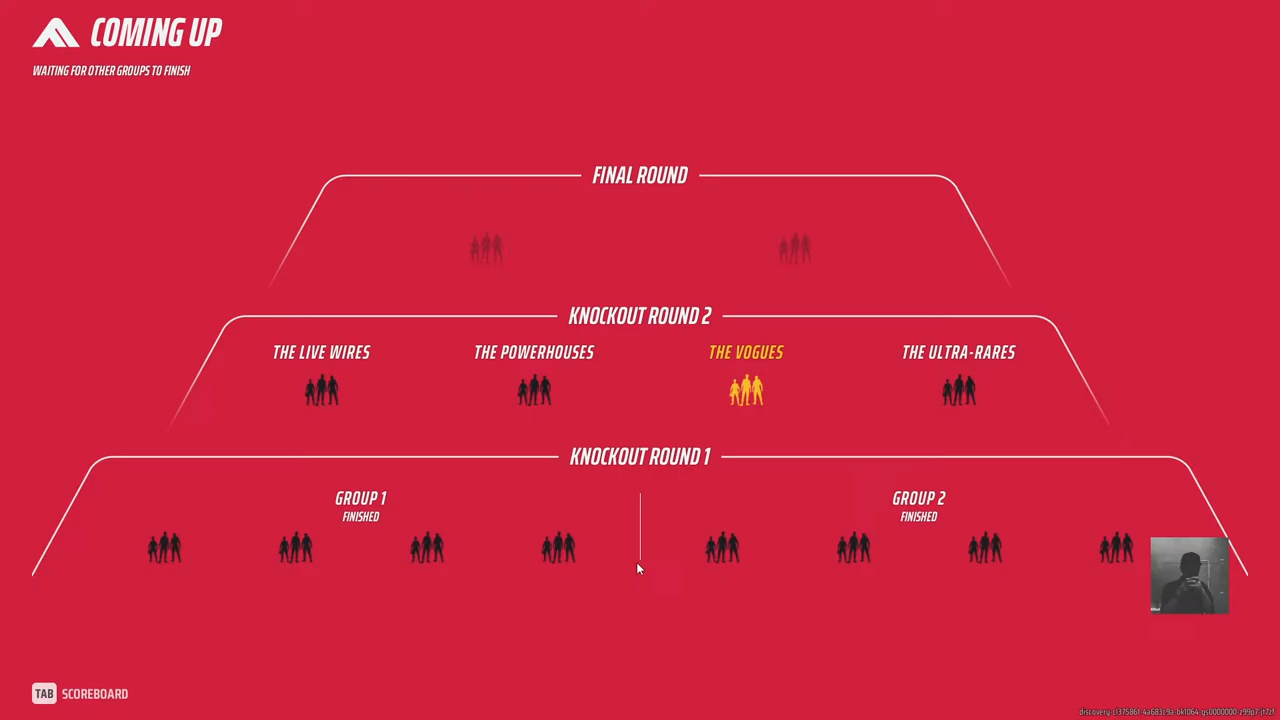 COMING UP
WAITING FOR OTHER GROUPS TO FINISH
FINAL ROUND
KNOCKOUT ROUND 2
THE LIVE WIRES
THE POWERHOUSES
THE VOGUES
THE ULTRA-RARES
KNOCKOUT ROUND 1
GROUP 1
FINISHED
GROUP 2
FINISHED
TAB SCOREBOARD